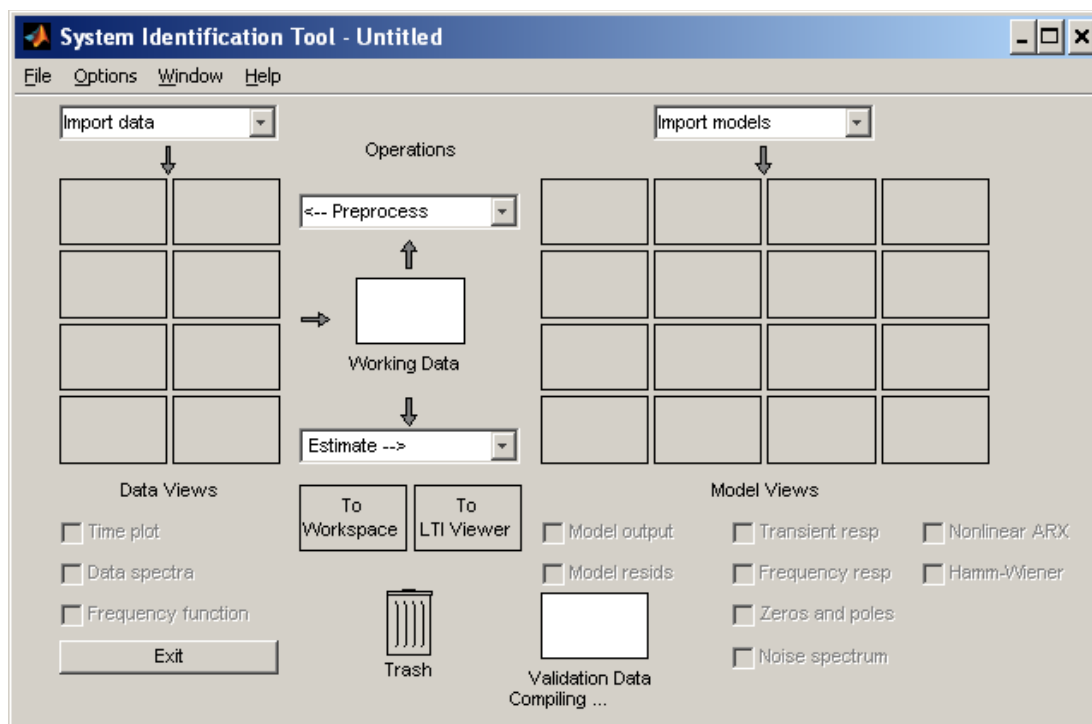 System Identification Tool - Untitled
File Options Window Help
Import data
Import models
Operations
<-- Preprocess
Working Data
Estimate -->
Data Views
Model Views
To
Workspace
To
LTI Viewer
Time plot
Data spectra
Frequency function
Exit
Trash
Model output
Model resids
Transient resp
Frequency resp
Zeros and poles
Noise spectrum
Nonlinear ARX
Hamm-Wiener
Validation Data
Compiling ...